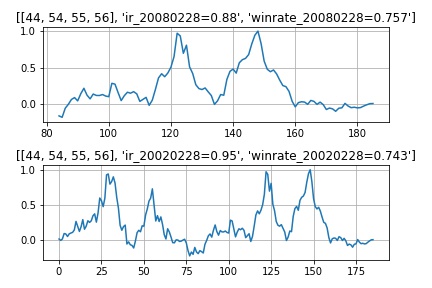 [[44, 54, 55, 56], 'ir_20080228=0.88', 'winrate_20080228=0.757']
1.0
0.5
0.0
80 100 120 140 160 180
[[44, 54, 55, 56], 'ir_20020228=0.95', 'winrate_20020228=0.743']
1.0
0.5
0.0
0 25 50 75 100 125 150 175